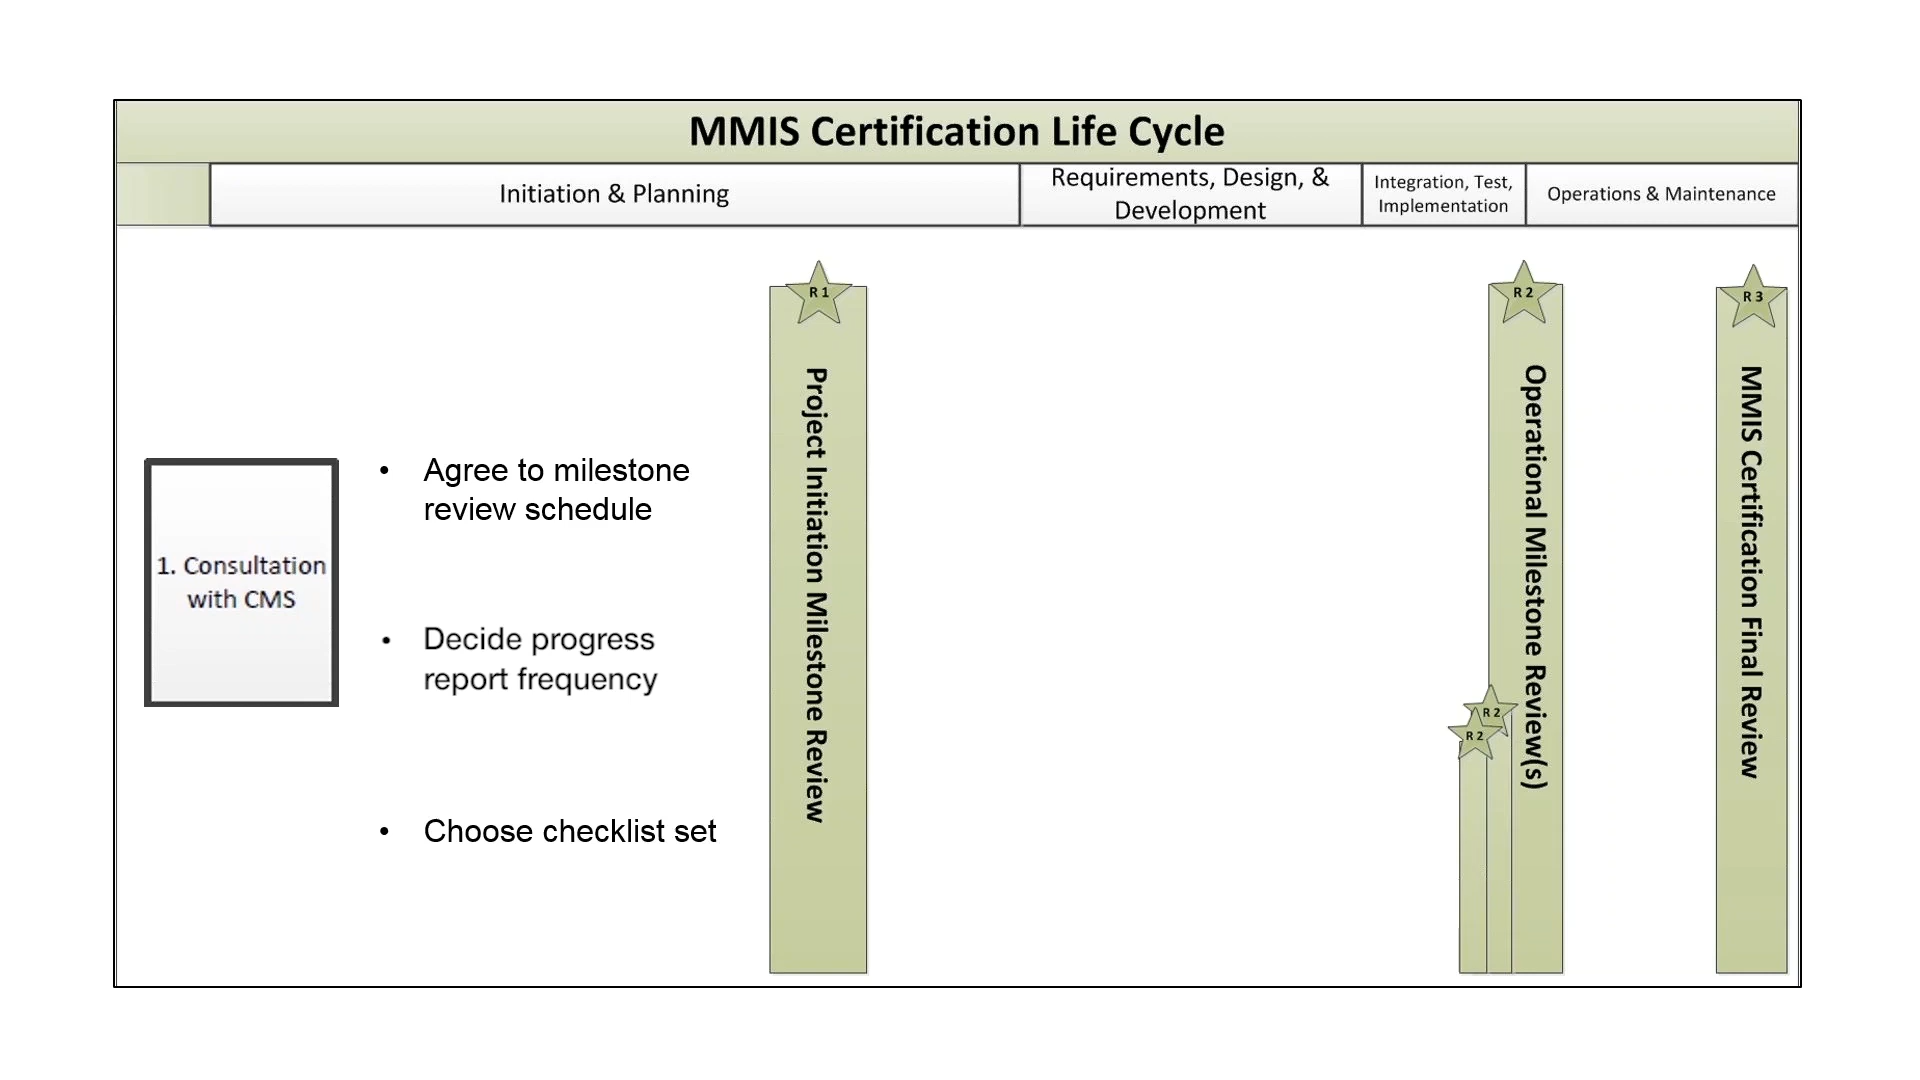 MMIS Certification Life Cycle
Initiation & Planning
Requirements, Design, &
Development
Integration, Test,
Implementation
Operations & Maintenance
1. Consultation
with CMS
• Agree to milestone
review schedule
• Decide progress
report frequency
• Choose checklist set
R 1
Project Initiation Milestone Review
R 2
Operational Milestone Review(s)
R 2
R 2
R 3
MMIS Certification Final Review